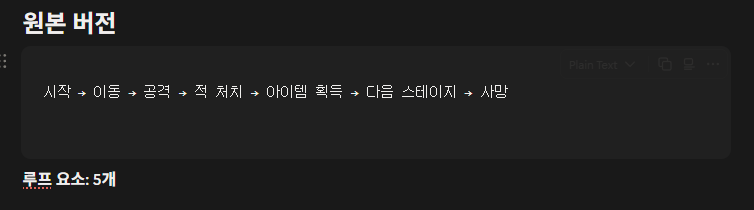 원본 버전
Plain Text
시작 → 이동 → 공격 → 적 처치 → 아이템 획득 → 다음 스테이지 → 사망
루프 요소: 5개